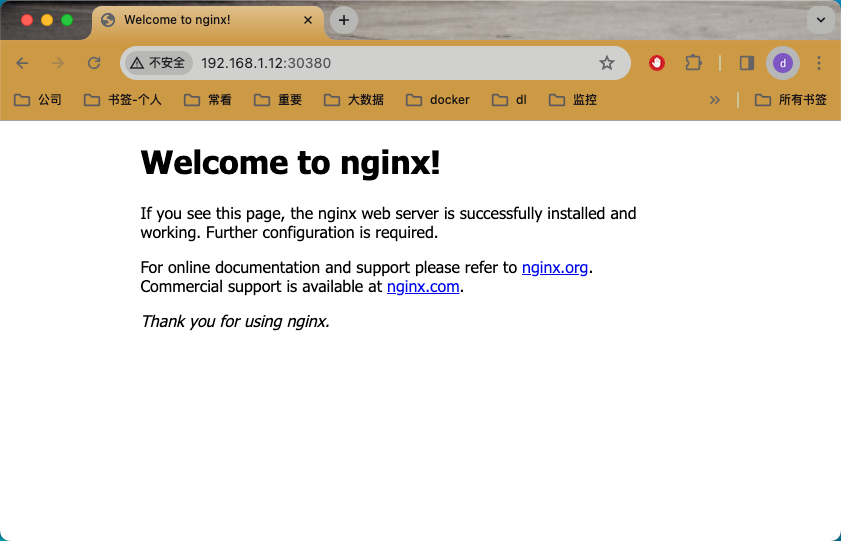 Welcome to nginx!
不安全 192.168.1.12:30380
d
公司 书签-个人 常看 重要 大数据 docker dl 监控 » 所有书签
Welcome to nginx!
If you see this page, the nginx web server is successfully installed and
working. Further configuration is required.
For online documentation and support please refer to nginx.org.
Commercial support is available at nginx.com.
Thank you for using nginx.